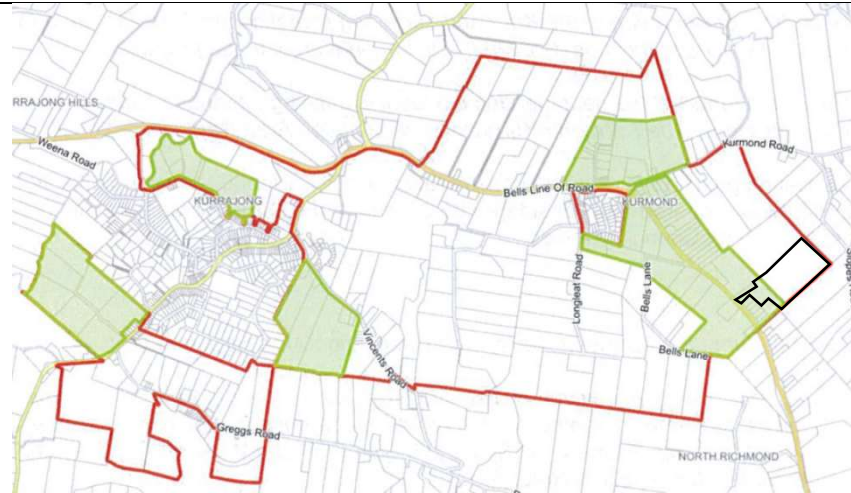 RRAJONG HILLS
Weena Road
Kurmond Road
Bells Line Of Road
KURRAJONG
KURMOND
Slopes
Longleat Road
Bells Lane
Vincents Road
Bells Lane
Greggs Road
NORTH RICHMOND